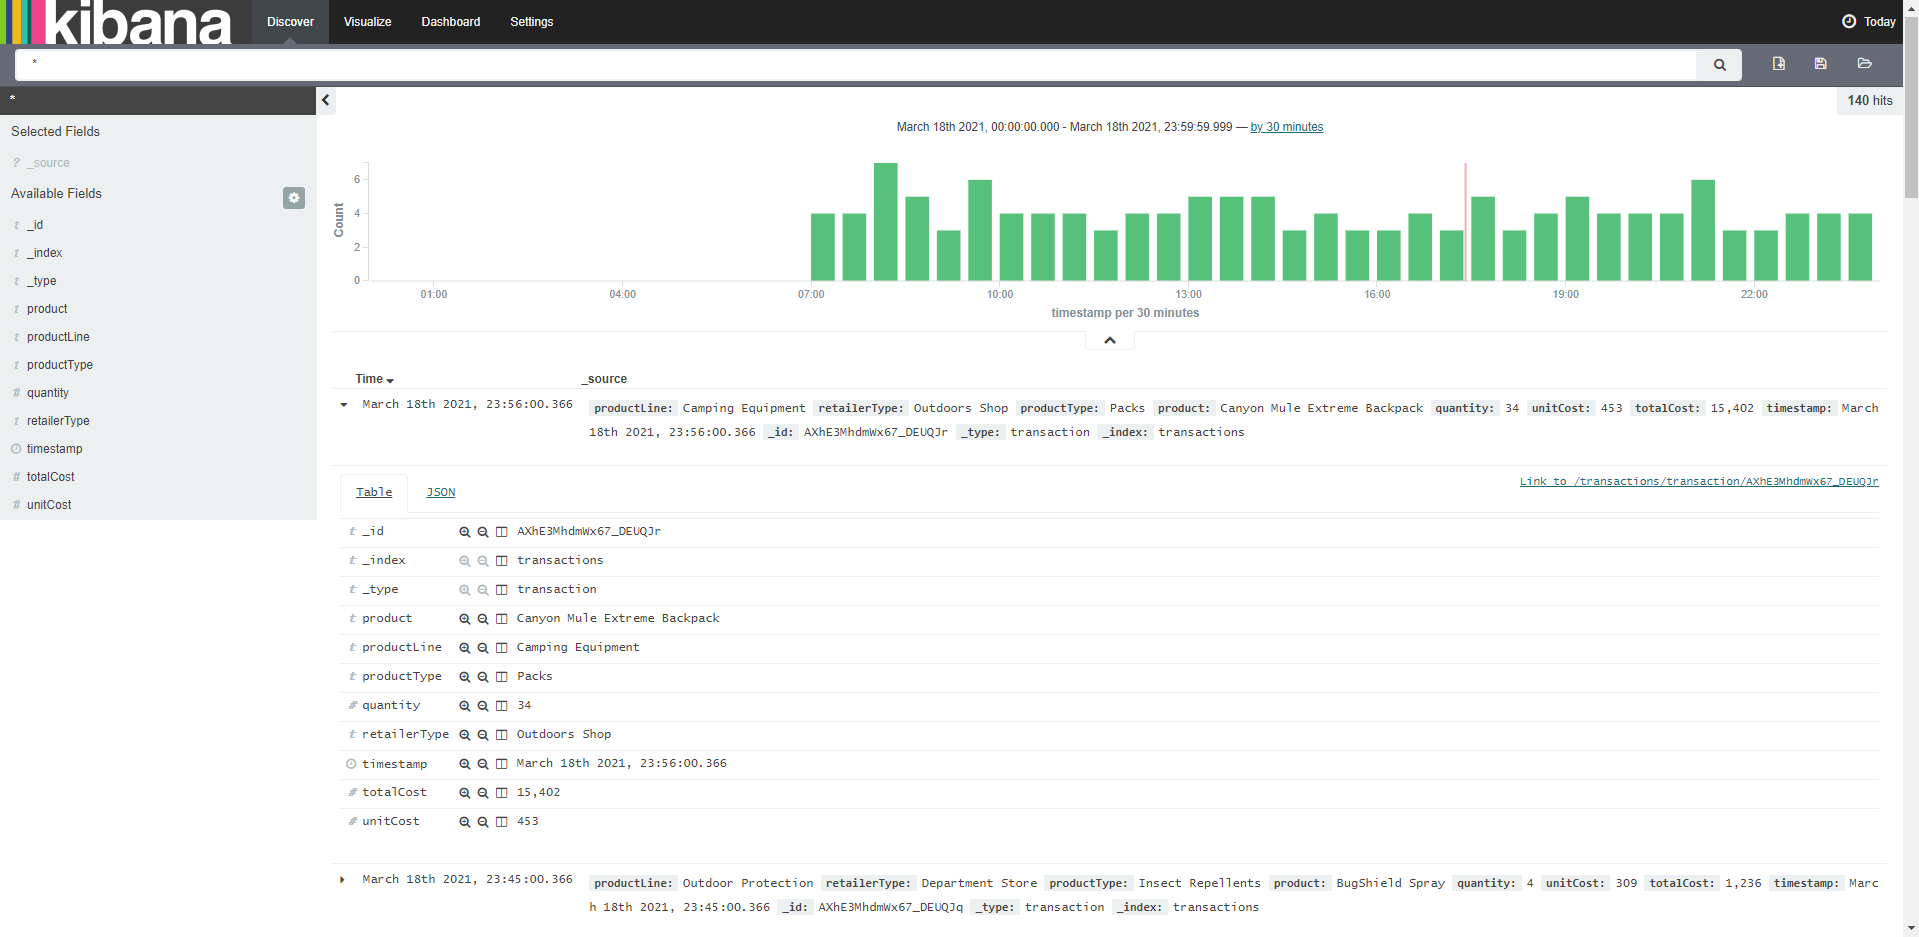 kibana
Discover Visualize Dashboard Settings Today
*
*
140 hits
Selected Fields
? _source
Available Fields
t _id
t _index
t _type
t product
t productLine
t productType
# quantity
t retailerType
timestamp
# totalCost
# unitCost
March 18th 2021, 00:00:00.000 - March 18th 2021, 23:59:59.999 — by 30 minutes
Count
6
4
2
0
01:00 04:00 07:00 10:00 13:00 16:00 19:00 22:00
timestamp per 30 minutes
Time _source
March 18th 2021, 23:56:00.366 productLine: Camping Equipment retailerType: Outdoors Shop productType: Packs product: Canyon Mule Extreme Backpack quantity: 34 unitCost: 453 totalCost: 15,402 timestamp: March
18th 2021, 23:56:00.366 _id: AXhE3MhdmWx67_DEUQJr _type: transaction _index: transactions
Table JSON Link to /transactions/transaction/AXhE3MhdmWx67_DEUQJr
t _id AXhE3MhdmWx67_DEUQJr
t _index transactions
t _type transaction
t product Canyon Mule Extreme Backpack
t productLine Camping Equipment
t productType Packs
# quantity 34
t retailerType Outdoors Shop
timestamp March 18th 2021, 23:56:00.366
# totalCost 15,402
# unitCost 453
March 18th 2021, 23:45:00.366 productLine: Outdoor Protection retailerType: Department Store productType: Insect Repellents product: BugShield Spray quantity: 4 unitCost: 309 totalCost: 1,236 timestamp: Marc
h 18th 2021, 23:45:00.366 _id: AXhE3MhdmWx67_DEUQJq _type: transaction _index: transactions